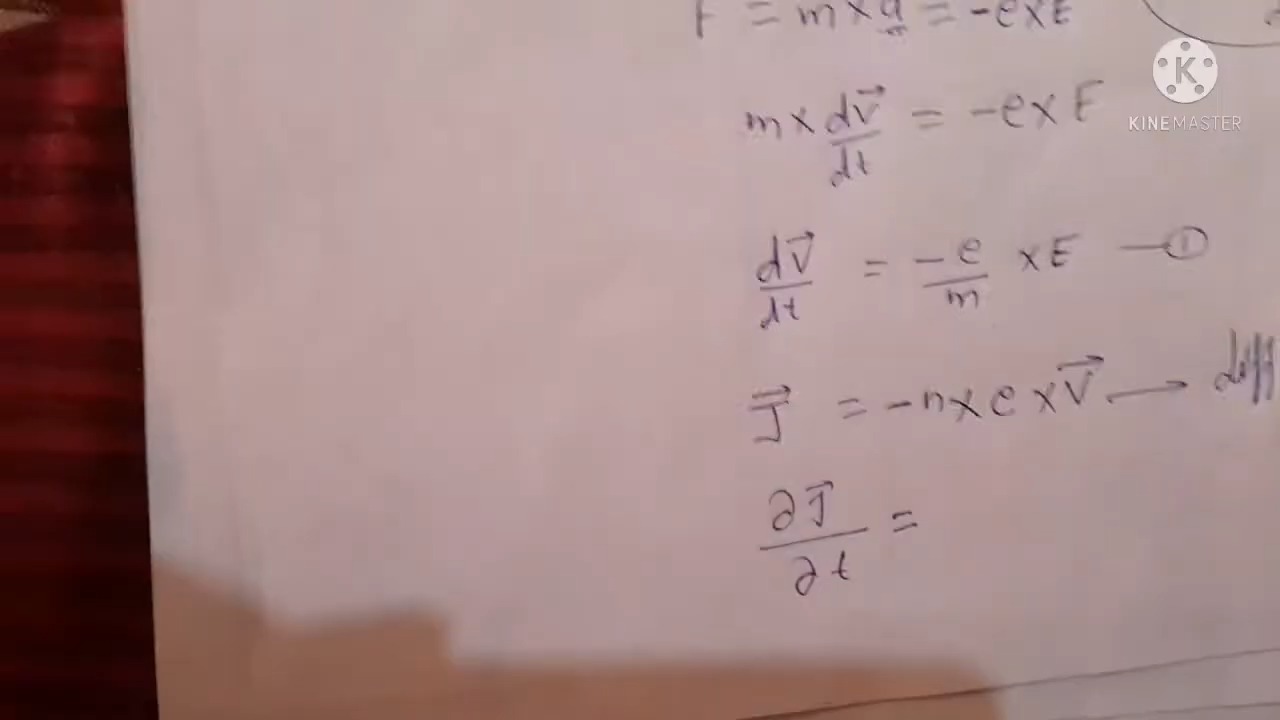 F = m×a = -e×E
KINEMASTER
m×dv⃗/dt = -e×E
dv⃗/dt = -e/m ×E —①
J⃗ = -n×e×v⃗ → diff
∂J⃗/∂t =